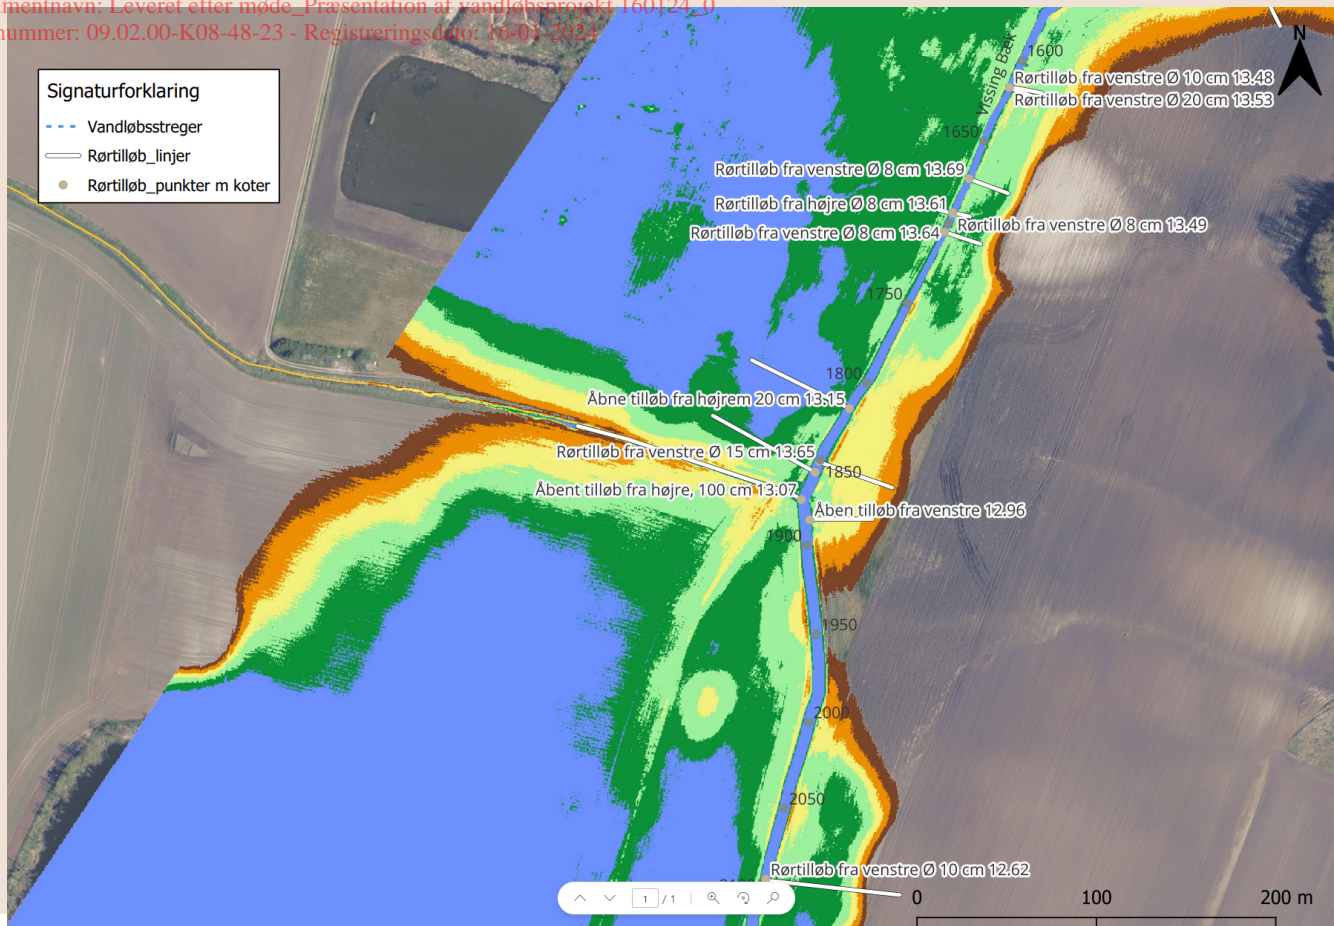 mentnavn: Leveret efter møde_Præsentation af vandløbsprojekt 160124_0
nummer: 09.02.00-K08-48-23 - Registreringsdato: 16-01-2024
Signaturforklaring
Vandløbsstreger
Rørtilløb_linjer
Rørtilløb_punkter m koter
N
Vissing Bæk
1600
Rørtilløb fra venstre Ø 10 cm 13.48
Rørtilløb fra venstre Ø 20 cm 13.53
1650
Rørtilløb fra venstre Ø 8 cm 13.69
Rørtilløb fra højre Ø 8 cm 13.61
Rørtilløb fra venstre Ø 8 cm 13.49
Rørtilløb fra venstre Ø 8 cm 13.64
1750
1800
Åbne tilløb fra højrem 20 cm 13.15
Rørtilløb fra venstre Ø 15 cm 13.65
1850
Åbent tilløb fra højre, 100 cm 13.07
Åben tilløb fra venstre 12.96
1900
1950
2000
2050
Rørtilløb fra venstre Ø 10 cm 12.62
1 / 1
0 100 200 m